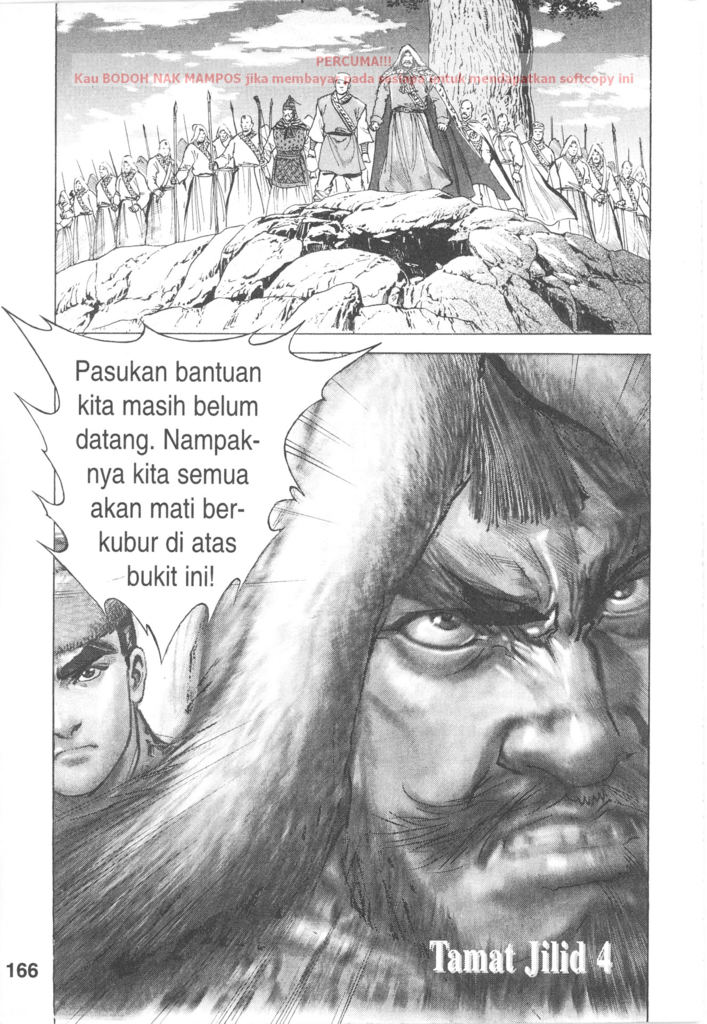 PERCUMA!!!
Kau BODOH NAK MAMPOS jika membayar pada sesiapa untuk mendapatkan softcopy ini
Pasukan bantuan
kita masih belum
datang. Nampak-
nya kita semua
akan mati ber-
kubur di atas
bukit ini!
Tamat Jilid 4
166